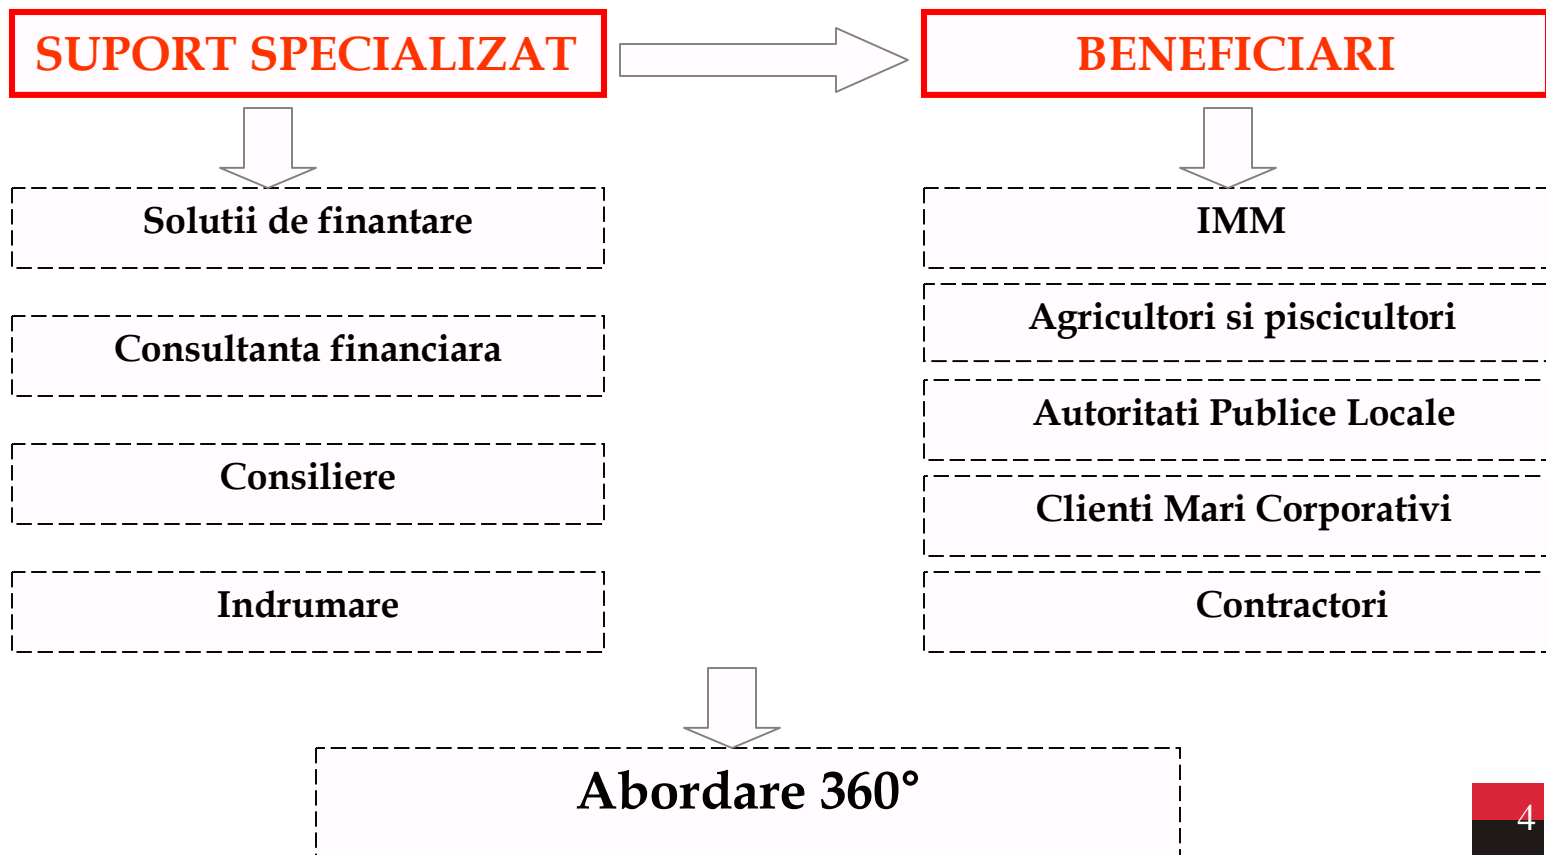 SUPORT SPECIALIZAT
BENEFICIARI
Solutii de finantare
Consultanta financiara
Consiliere
Indrumare
IMM
Agricultori si piscicultori
Autoritati Publice Locale
Clienti Mari Corporativi
Contractori
Abordare 360°
4